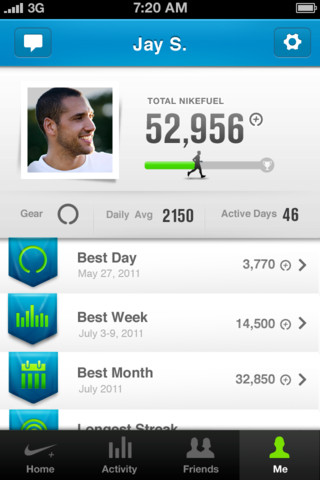 3G 7:20 AM
Jay S.
TOTAL NIKEFUEL
52,956
Gear Daily Avg 2150 Active Days 46
Best Day
May 27, 2011
3,770
Best Week
July 3-9, 2011
14,500
Best Month
July 2011
32,850
Longest Streak
Home Activity Friends Me